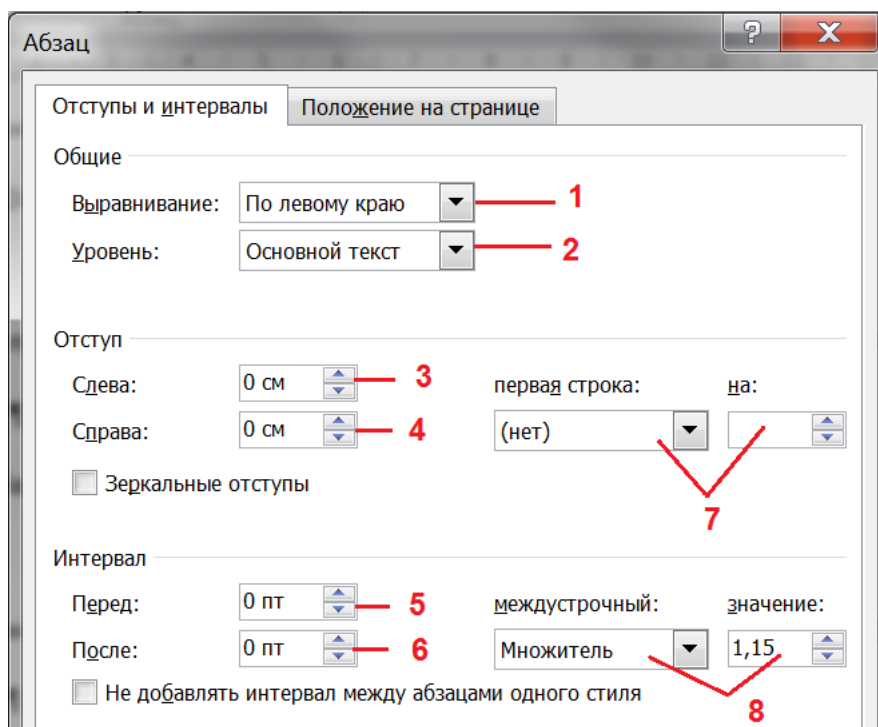 Абзац
Отступы и интервалы Положение на странице
Общие
Выравнивание: По левому краю 1
Уровень: Основной текст 2
Отступ
Слева: 0 см 3 первая строка: на:
Справа: 0 см 4 (нет)
Зеркальные отступы 7
Интервал
Перед: 0 пт 5 междустрочный: значение:
После: 0 пт 6 Множитель 1,15
Не добавлять интервал между абзацами одного стиля 8